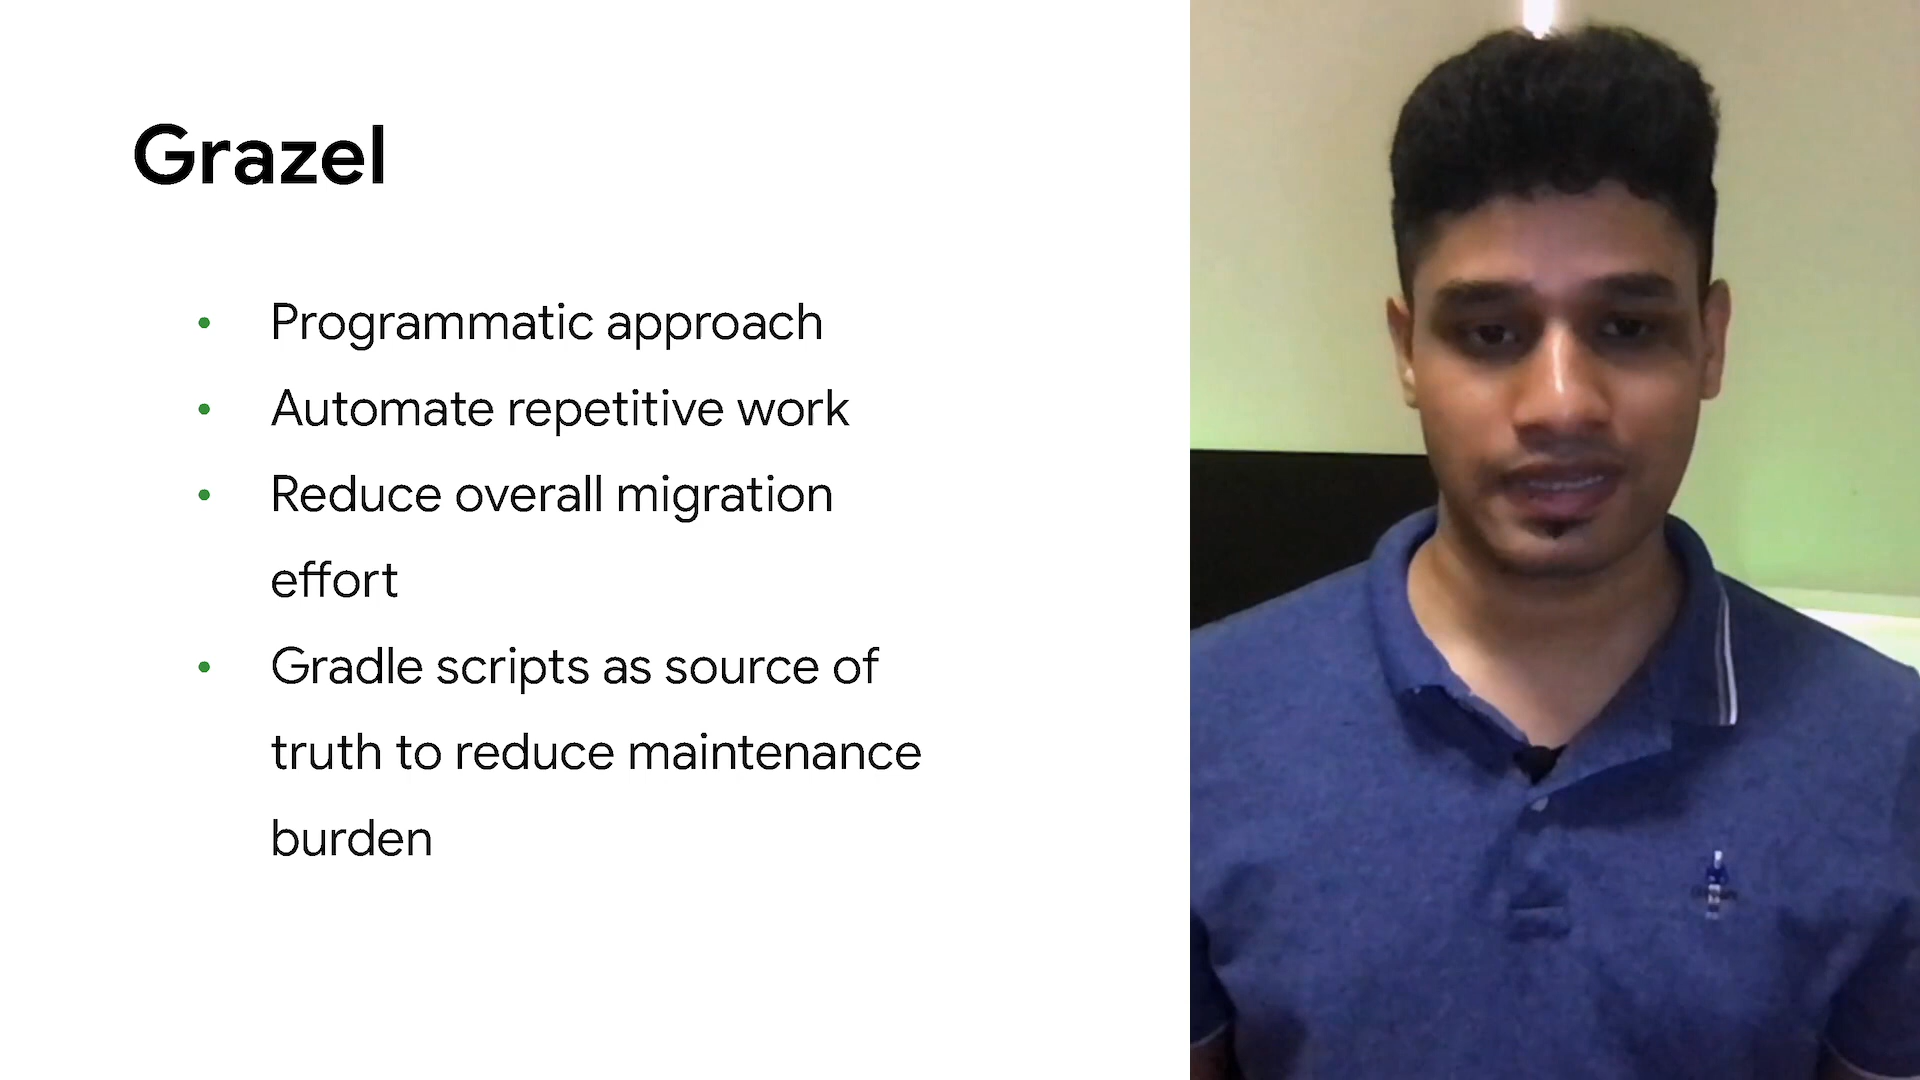 Grazel
• Programmatic approach
• Automate repetitive work
• Reduce overall migration
effort
• Gradle scripts as source of
truth to reduce maintenance
burden